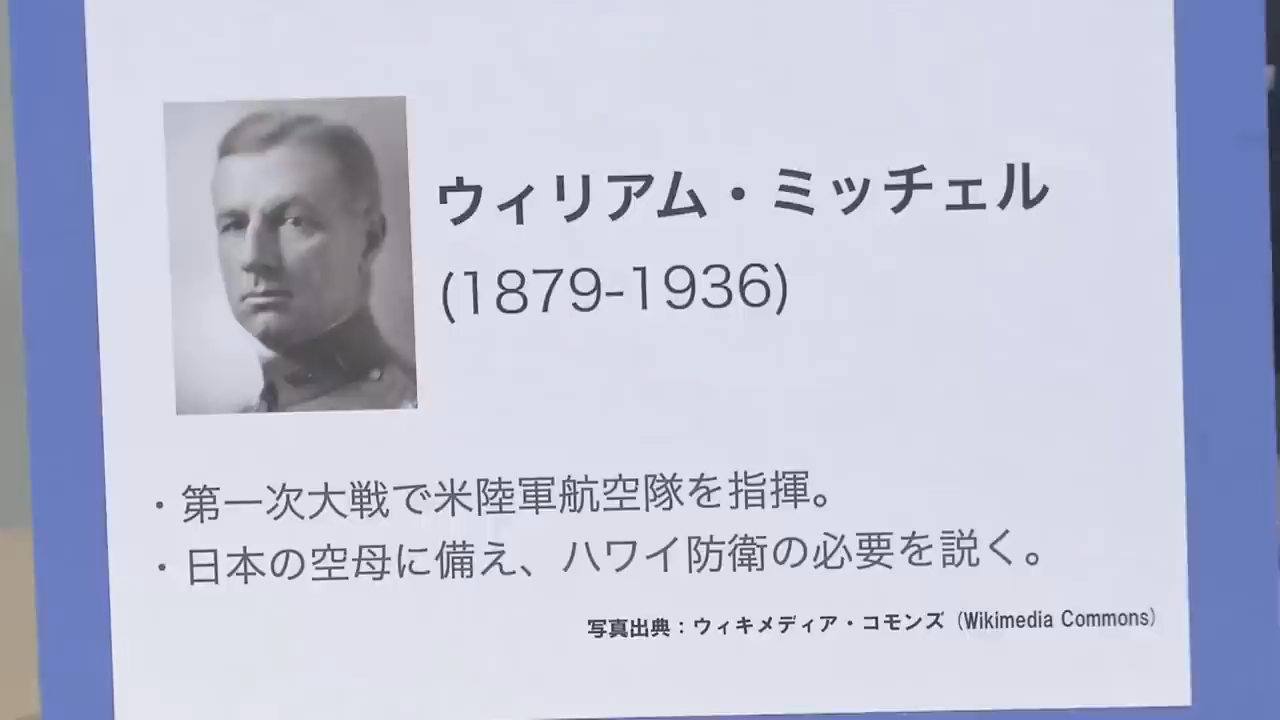 ウィリアム・ミッチェル
(1879-1936)
・第一次大戦で米陸軍航空隊を指揮。
・日本の空母に備え、ハワイ防衛の必要を説く。
写真出典：ウィキメディア・コモンズ（Wikimedia Commons）